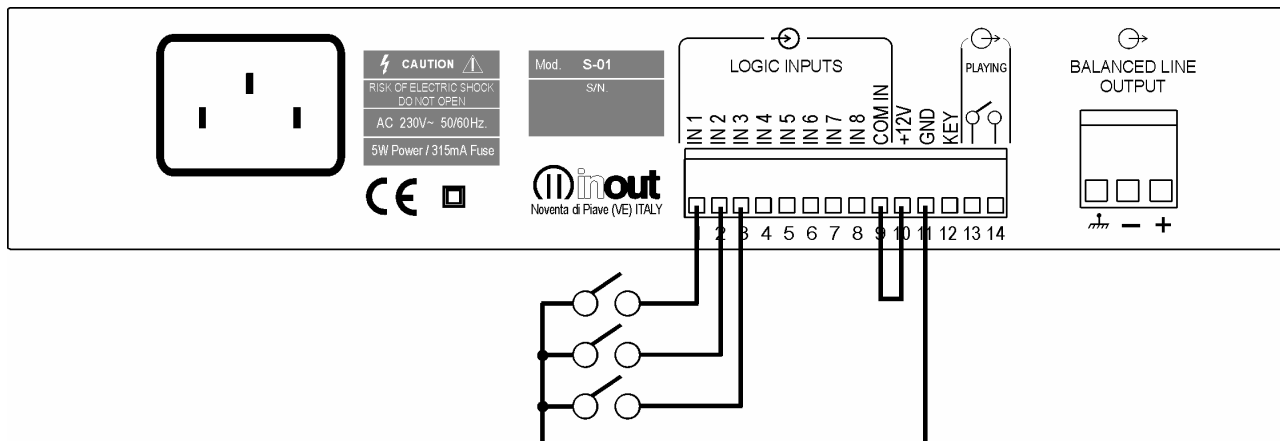 CAUTION
RISK OF ELECTRIC SHOCK
DO NOT OPEN
AC 230V~ 50/60Hz.
5W Power / 315mA Fuse
CE
Mod. S-01
S/N.
inout
Noventa di Piave (VE) ITALY
LOGIC INPUTS
IN 1
IN 2
IN 3
IN 4
IN 5
IN 6
IN 7
IN 8
COM IN
+12V
GND
KEY
PLAYING
1 2 3 4 5 6 7 8 9 10 11 12 13 14
BALANCED LINE
OUTPUT
− +